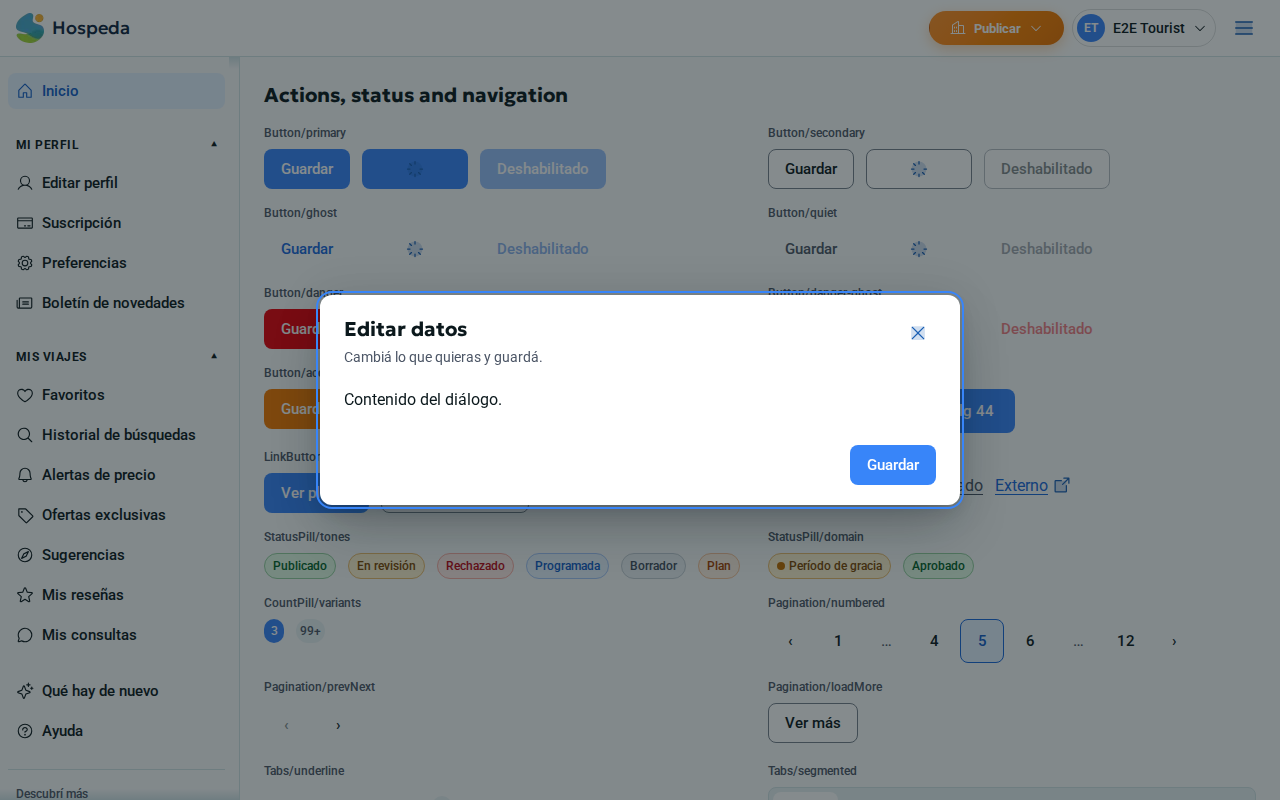 Hospeda
Publicar
ET
E2E Tourist
Inicio
MI PERFIL
Editar perfil
Suscripción
Preferencias
Boletín de novedades
MIS VIAJES
Favoritos
Historial de búsquedas
Alertas de precio
Ofertas exclusivas
Sugerencias
Mis reseñas
Mis consultas
Qué hay de nuevo
Ayuda
Descubrí más
Actions, status and navigation
Button/primary
Guardar
Deshabilitado
Button/secondary
Guardar
Deshabilitado
Button/ghost
Guardar
Deshabilitado
Button/quiet
Guardar
Deshabilitado
Deshabilitado
Editar datos
Cambiá lo que quieras y guardá.
Contenido del diálogo.
Guardar
44
Externo
StatusPill/tones
Publicado
En revisión
Rechazado
Programada
Borrador
Plan
StatusPill/domain
Período de gracia
Aprobado
CountPill/variants
3
99+
Pagination/numbered
‹ 1 … 4 5 6 … 12 ›
Pagination/prevNext
‹ ›
Pagination/loadMore
Ver más
Tabs/underline
Tabs/segmented